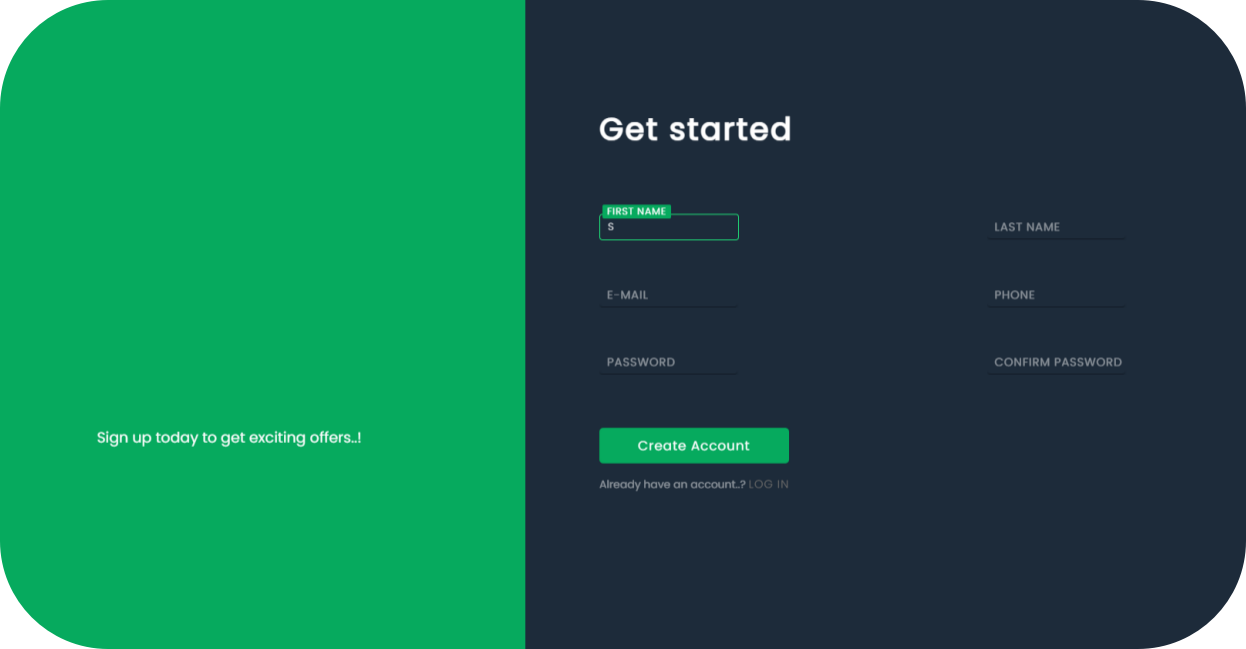 Sign up today to get exciting offers..!
Get started
FIRST NAME
S
LAST NAME
E-MAIL
PHONE
PASSWORD
CONFIRM PASSWORD
Create Account
Already have an account..? LOG IN